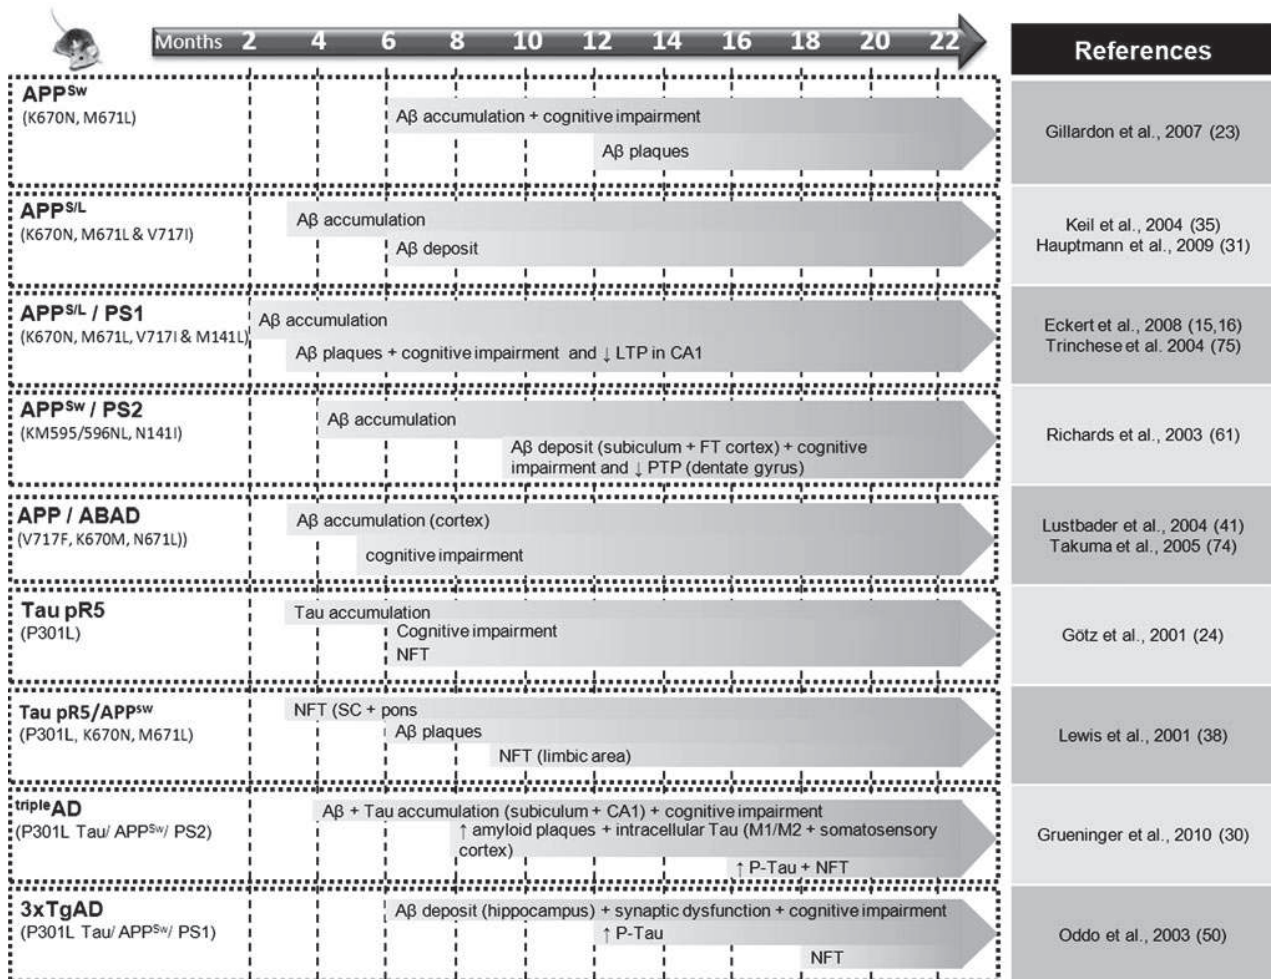 Months 2 4 6 8 10 12 14 16 18 20 22
References
APPSw
(K670N, M671L)
Aβ accumulation + cognitive impairment
Aβ plaques
Gillardon et al., 2007 (23)
APPS/L
(K670N, M671L & V717I)
Aβ accumulation
Aβ deposit
Keil et al., 2004 (35)
Hauptmann et al., 2009 (31)
APPS/L / PS1
(K670N, M671L, V717I & M141L)
Aβ accumulation
Aβ plaques + cognitive impairment and ↓ LTP in CA1
Eckert et al., 2008 (15,16)
Trinchese et al. 2004 (75)
APPSw / PS2
(KM595/596NL, N141I)
Aβ accumulation
Aβ deposit (subiculum + FT cortex) + cognitive
impairment and ↓ PTP (dentate gyrus)
Richards et al., 2003 (61)
APP / ABAD
(V717F, K670M, N671L))
Aβ accumulation (cortex)
cognitive impairment
Lustbader et al., 2004 (41)
Takuma et al., 2005 (74)
Tau pR5
(P301L)
Tau accumulation
Cognitive impairment
NFT
Götz et al., 2001 (24)
Tau pR5/APPsw
(P301L, K670N, M671L)
NFT (SC + pons
Aβ plaques
NFT (limbic area)
Lewis et al., 2001 (38)
tripleAD
(P301L Tau/ APPSw/ PS2)
Aβ + Tau accumulation (subiculum + CA1) + cognitive impairment
↑ amyloid plaques + intracellular Tau (M1/M2 + somatosensory
cortex)
↑ P-Tau + NFT
Grueninger et al., 2010 (30)
3xTgAD
(P301L Tau/ APPSw/ PS1)
Aβ deposit (hippocampus) + synaptic dysfunction + cognitive impairment
↑ P-Tau
NFT
Oddo et al., 2003 (50)